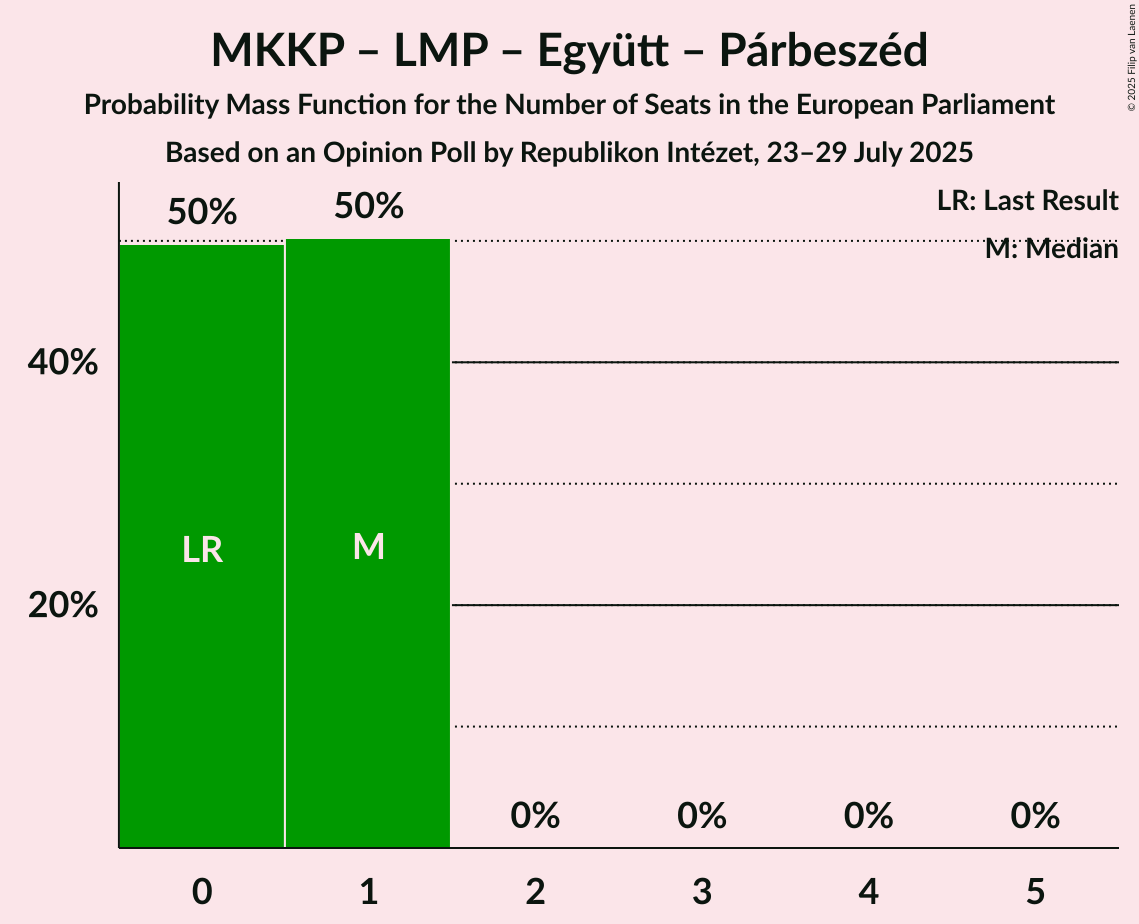 MKKP – LMP – Együtt – Párbeszéd
Probability Mass Function for the Number of Seats in the European Parliament
Based on an Opinion Poll by Republikon Intézet, 23–29 July 2025
© 2025 Filip van Laenen
LR: Last Result
M: Median
50%
50%
40%
20%
LR
M
0%
0%
0%
0%
0
1
2
3
4
5